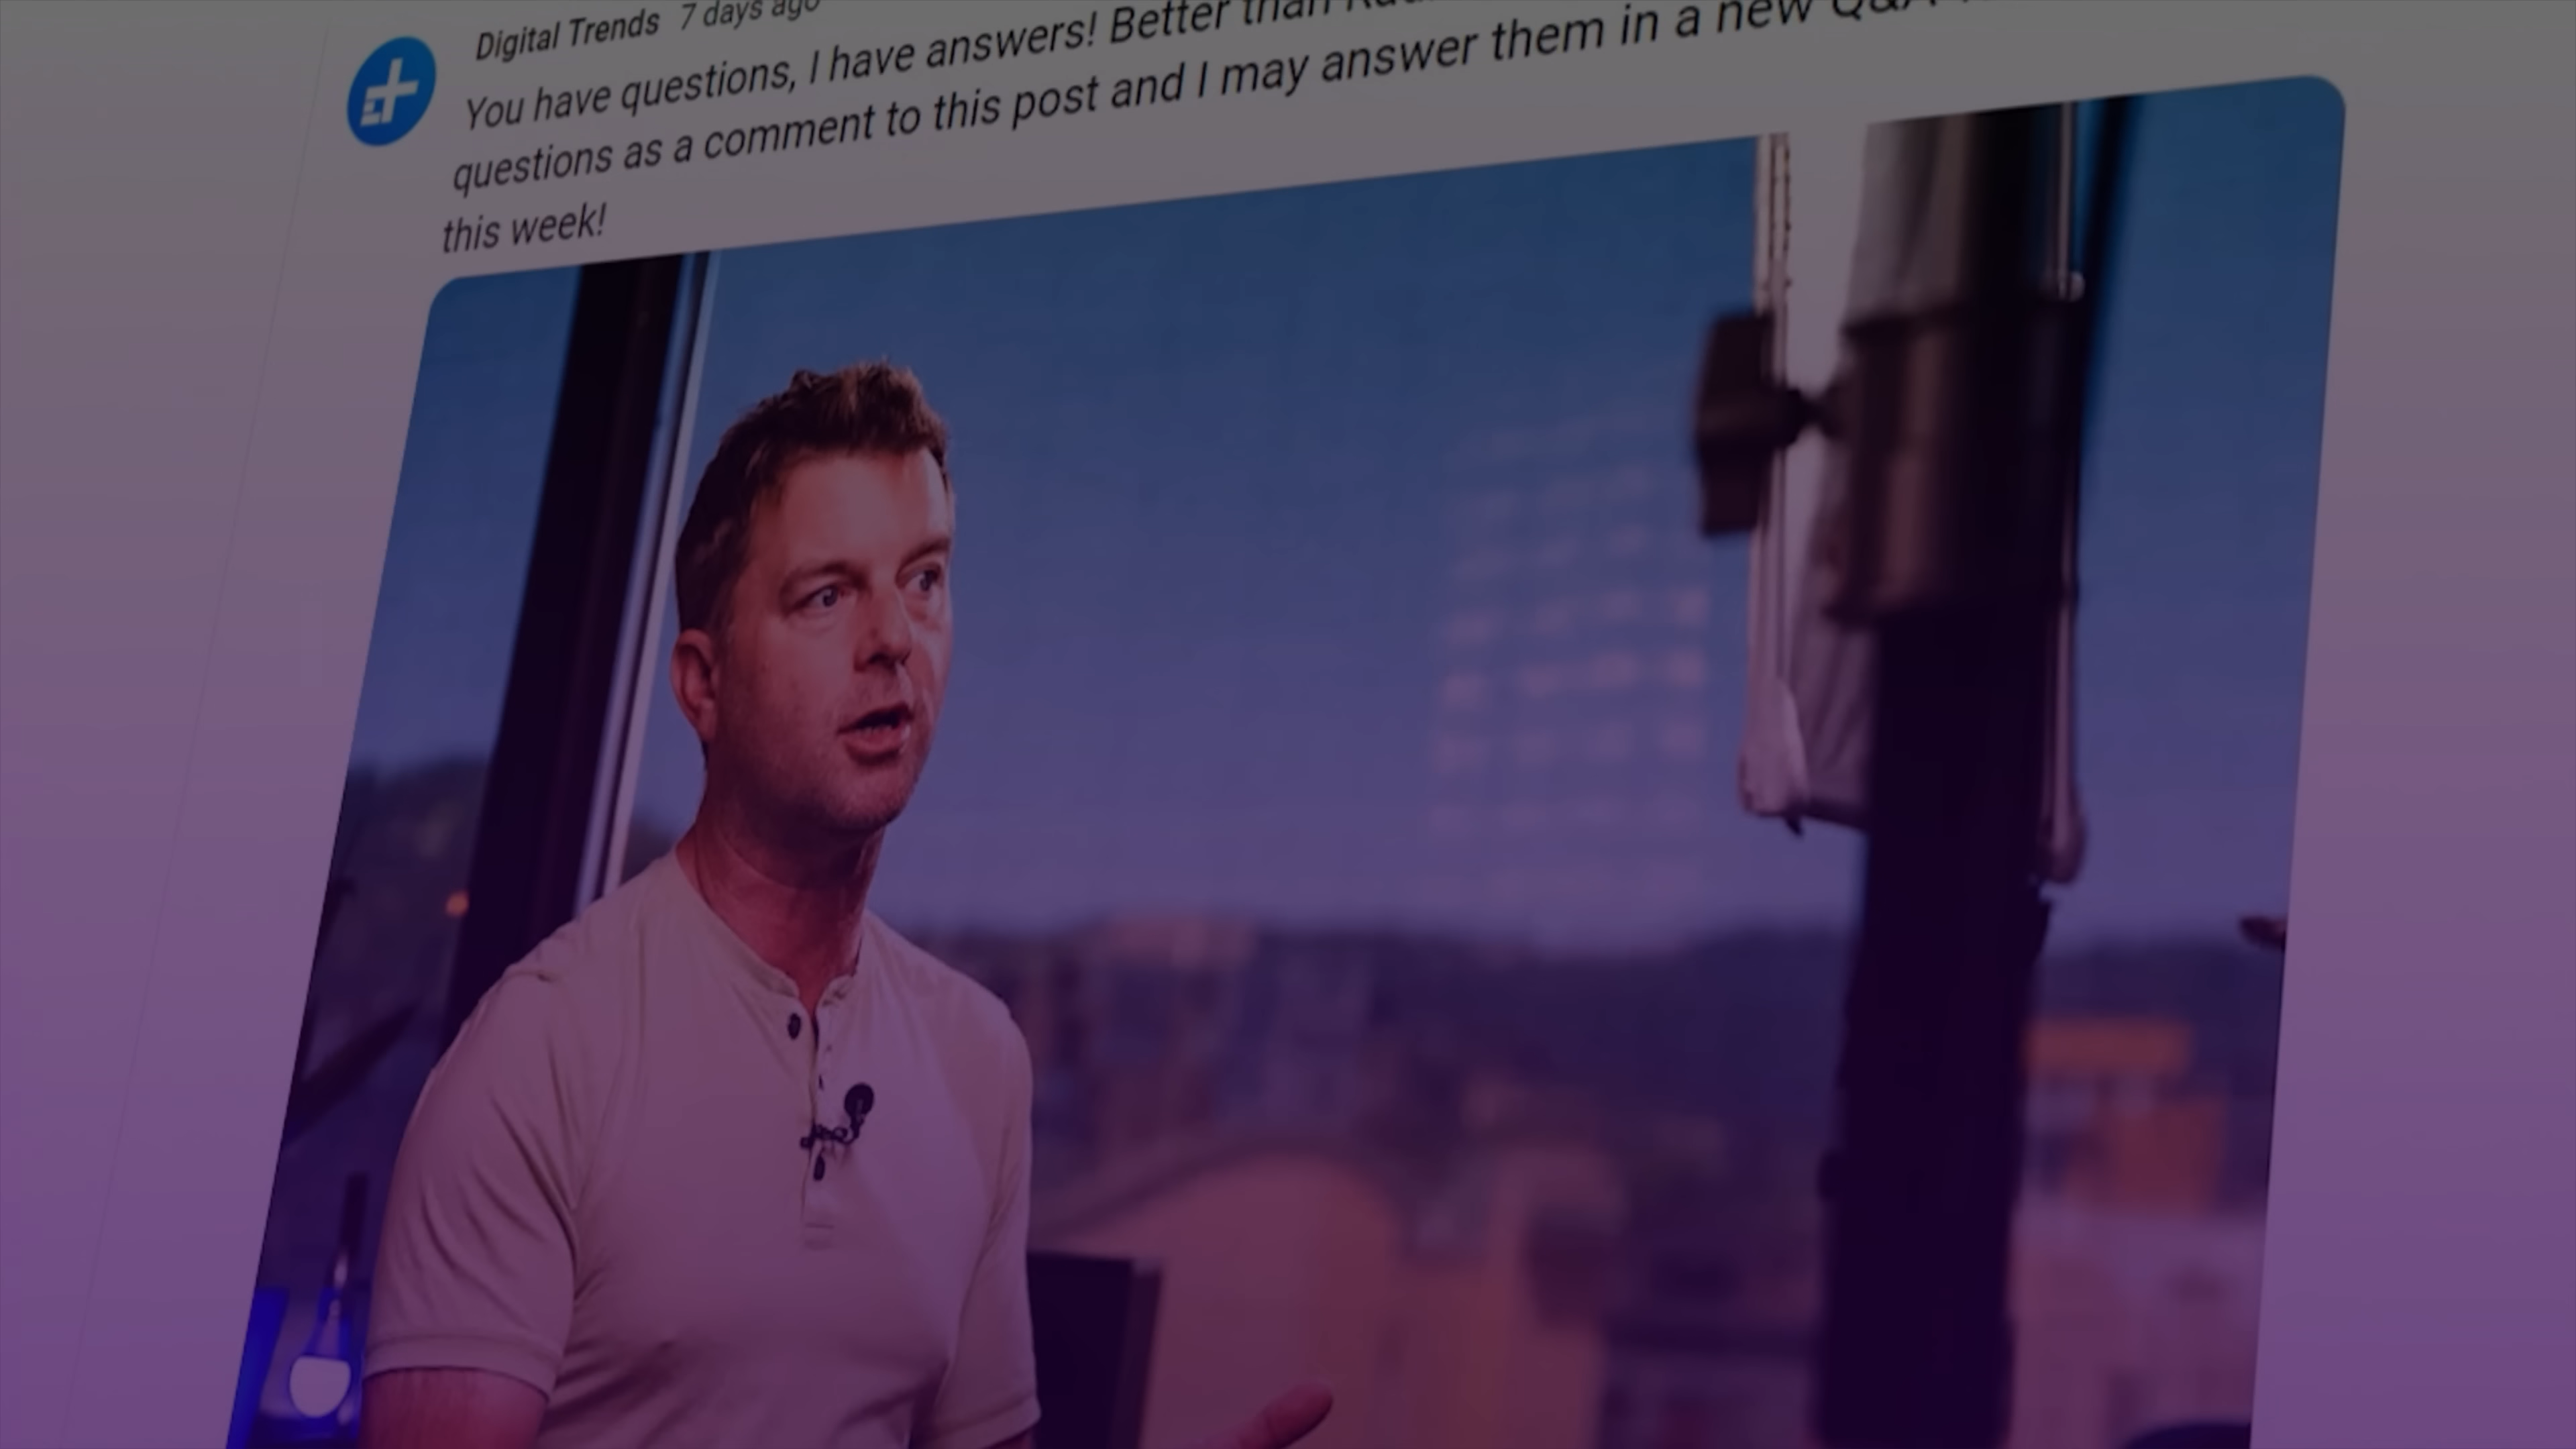 Digital Trends 7 days ago
You have questions, I have answers! Better than
questions as a comment to this post and I may answer them in a new Q&A
this week!